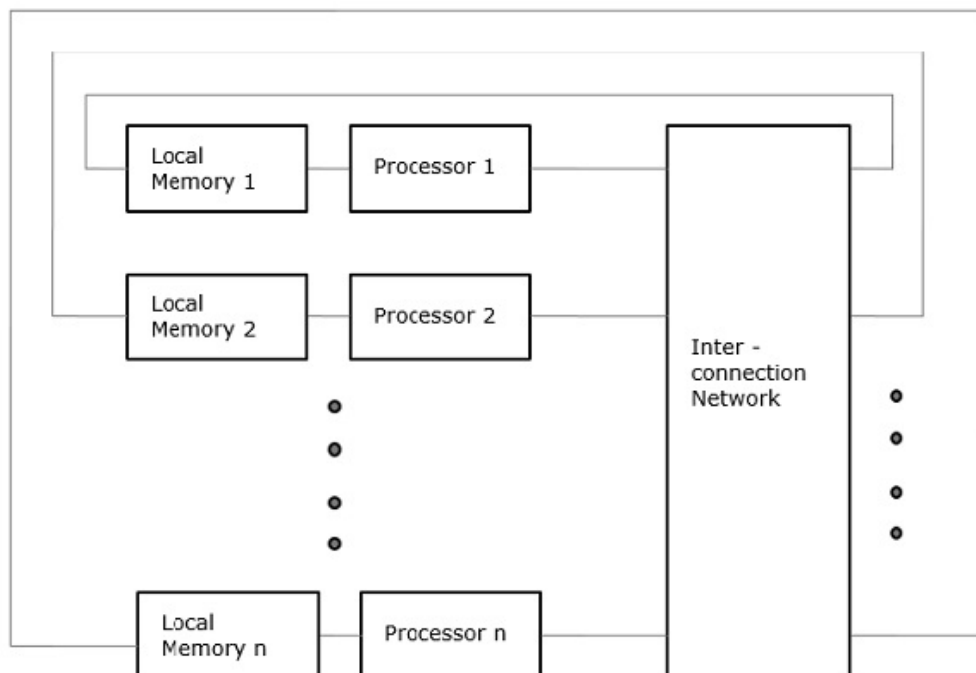 Local
Memory 1
Processor 1
Local
Memory 2
Processor 2
Inter -
connection
Network
Local
Memory n
Processor n